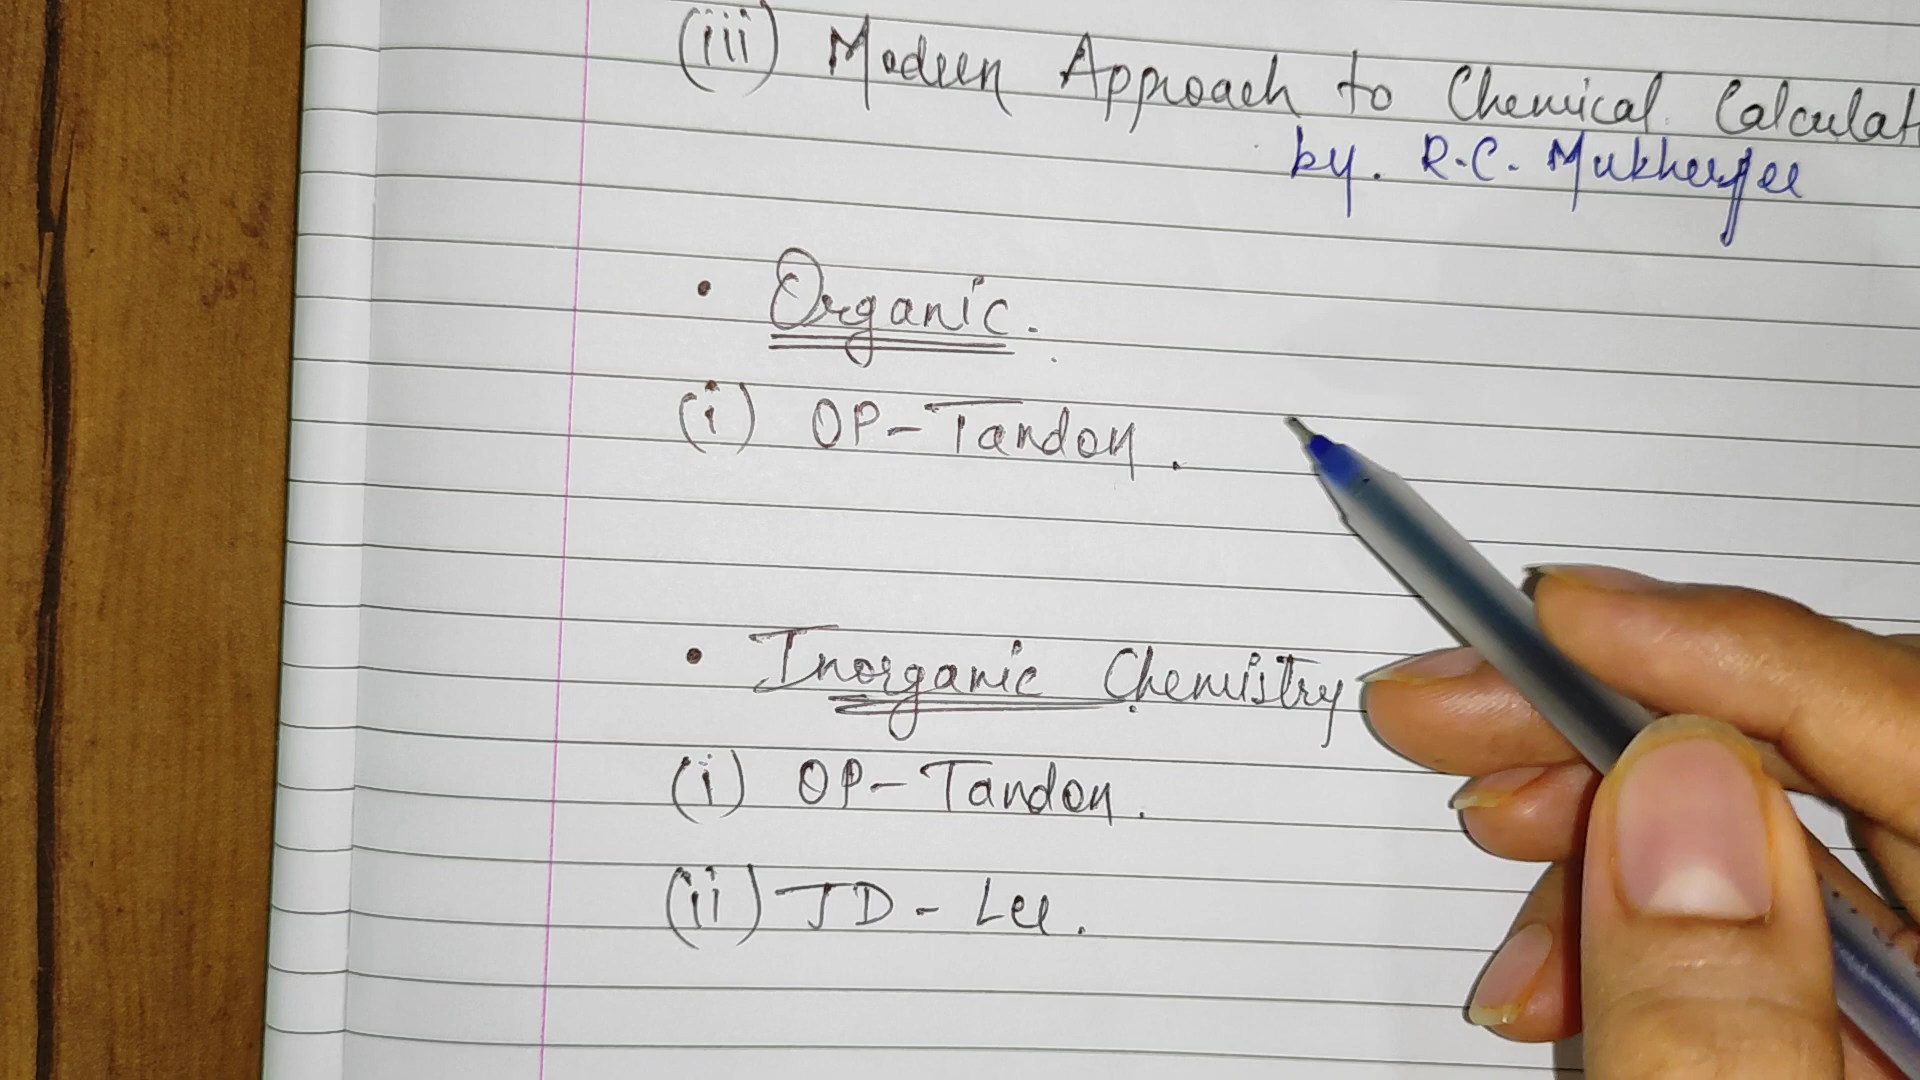 (iii) Modern Approach to Chemical Calculat
by. R.C. Mukherjee
• Organic.
(i) OP-Tandon.
• Inorganic Chemistry
(i) OP-Tandon.
(ii) JD-Lee.